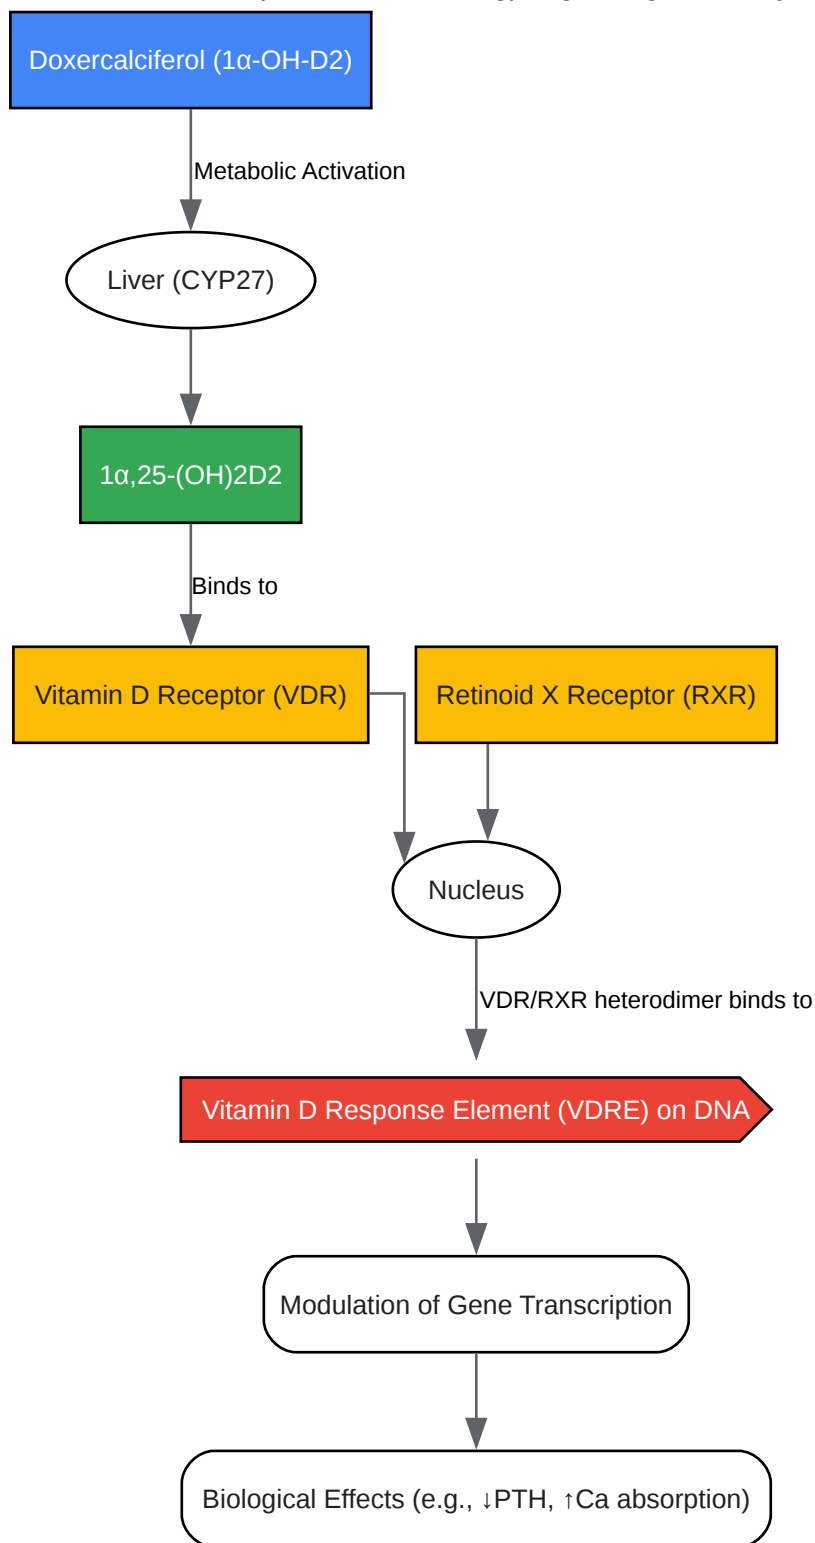 Doxercalciferol (1α-OH-D2)
Metabolic Activation
Liver (CYP27)
1α,25-(OH)2D2
Binds to
Vitamin D Receptor (VDR)
Retinoid X Receptor (RXR)
Nucleus
VDR/RXR heterodimer binds to
Vitamin D Response Element (VDRE) on DNA
Modulation of Gene Transcription
Biological Effects (e.g., ↓PTH, ↑Ca absorption)